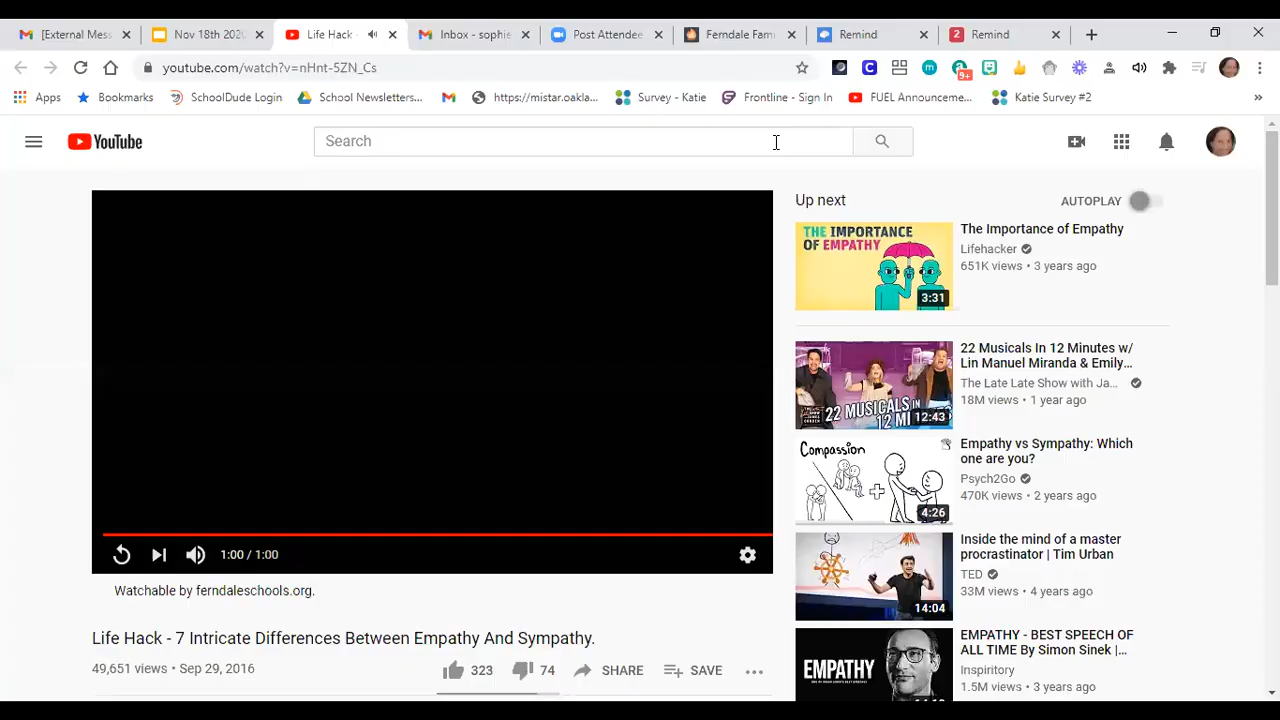 [External Mess
Nov 18th 202
Life Hack -
Inbox - sophie
Post Attendee
Ferndale Fam
Remind
2 Remind
youtube.com/watch?v=nHnt-5ZN_Cs
9+
Apps
Bookmarks
SchoolDude Login
School Newsletters...
https://mistar.oakla...
Survey - Katie
Frontline - Sign In
FUEL Announceme...
Katie Survey #2
»
YouTube
Search
Up next
AUTOPLAY
THE IMPORTANCE
OF EMPATHY
3:31
The Importance of Empathy
Lifehacker
651K views • 3 years ago
22 MUSICALS IN
12 MI
12:43
22 Musicals In 12 Minutes w/
Lin Manuel Miranda & Emily...
The Late Late Show with Ja...
18M views • 1 year ago
Compassion
4:26
Empathy vs Sympathy: Which
one are you?
Psych2Go
470K views • 2 years ago
14:04
Inside the mind of a master
procrastinator | Tim Urban
TED
33M views • 4 years ago
EMPATHY
EMPATHY - BEST SPEECH OF
ALL TIME By Simon Sinek |...
Inspiritory
1.5M views • 3 years ago
1:00 / 1:00
Watchable by ferndaleschools.org.
Life Hack - 7 Intricate Differences Between Empathy And Sympathy.
49,651 views • Sep 29, 2016
323
74
SHARE
SAVE